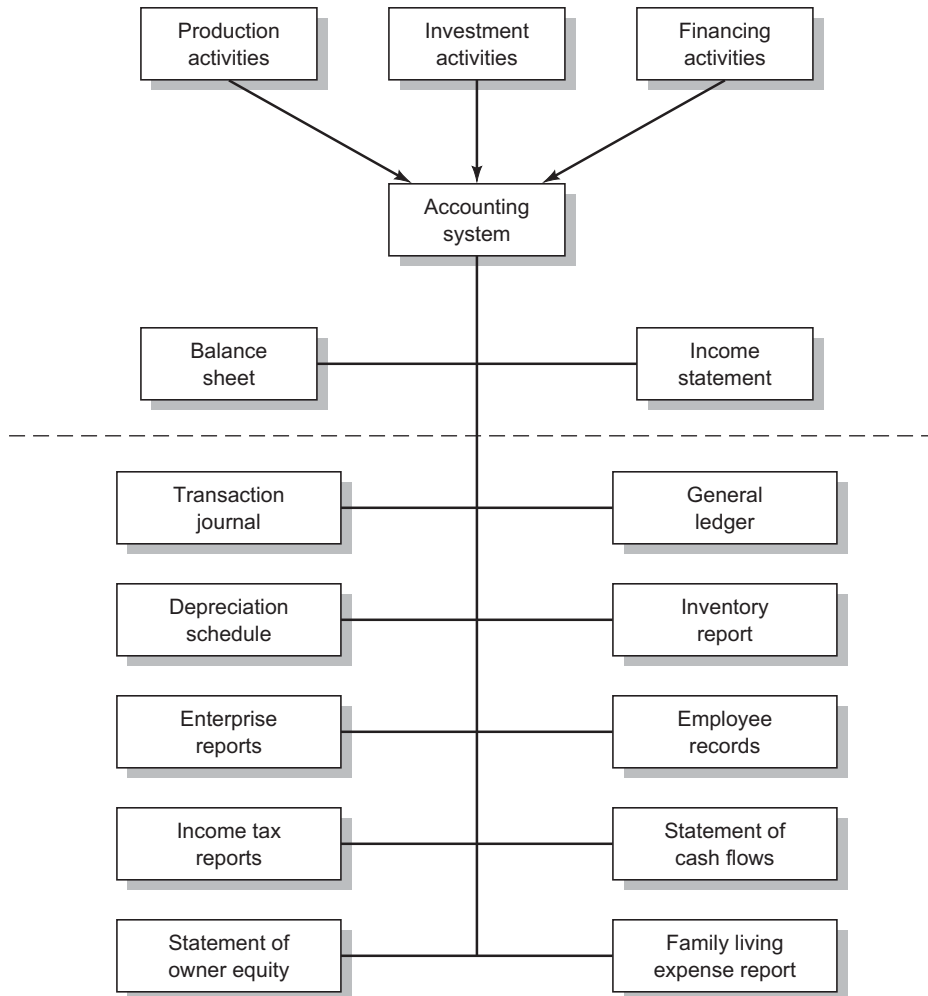 Production
activities
Investment
activities
Financing
activities
Accounting
system
Balance
sheet
Income
statement
Transaction
journal
General
ledger
Depreciation
schedule
Inventory
report
Enterprise
reports
Employee
records
Income tax
reports
Statement of
cash flows
Statement of
owner equity
Family living
expense report